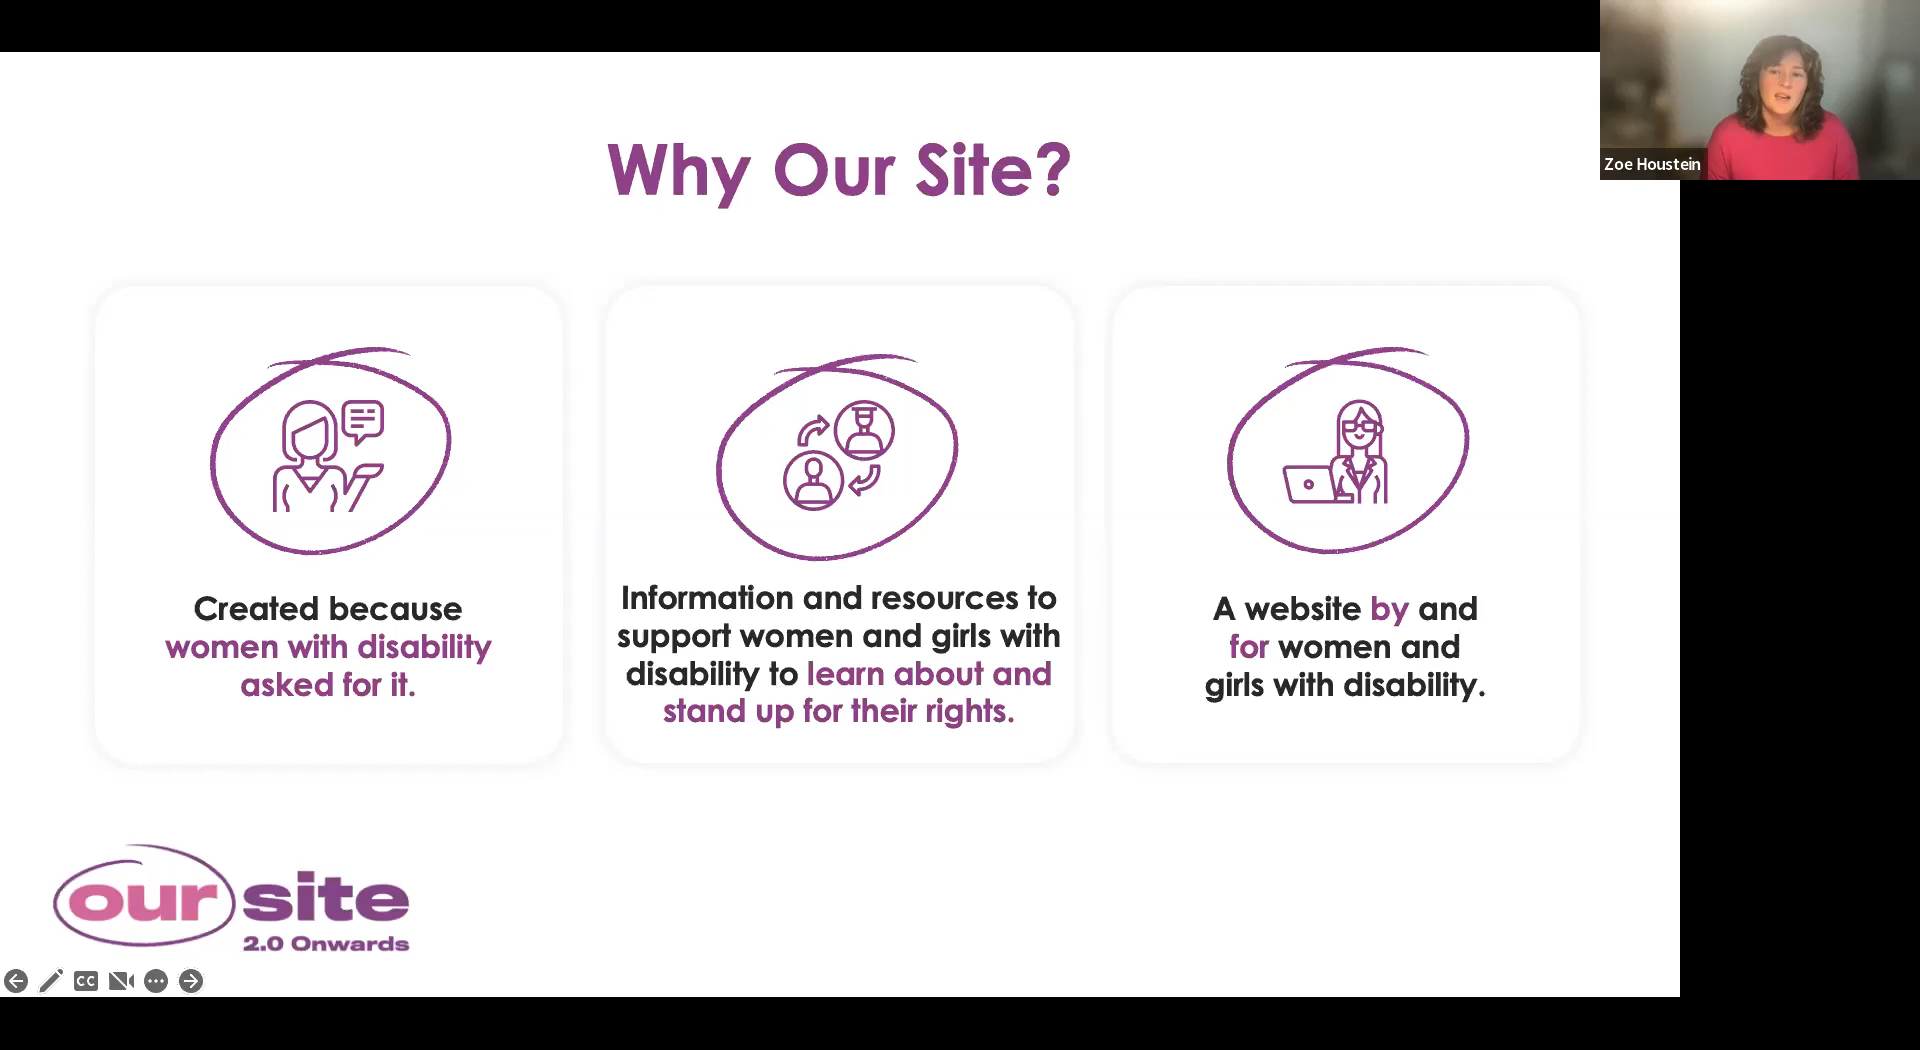 Why Our Site?
Zoe Houstein
Created because
women with disability
asked for it.
Information and resources to
support women and girls with
disability to learn about and
stand up for their rights.
A website by and
for women and
girls with disability.
our site
2.0 Onwards
CC